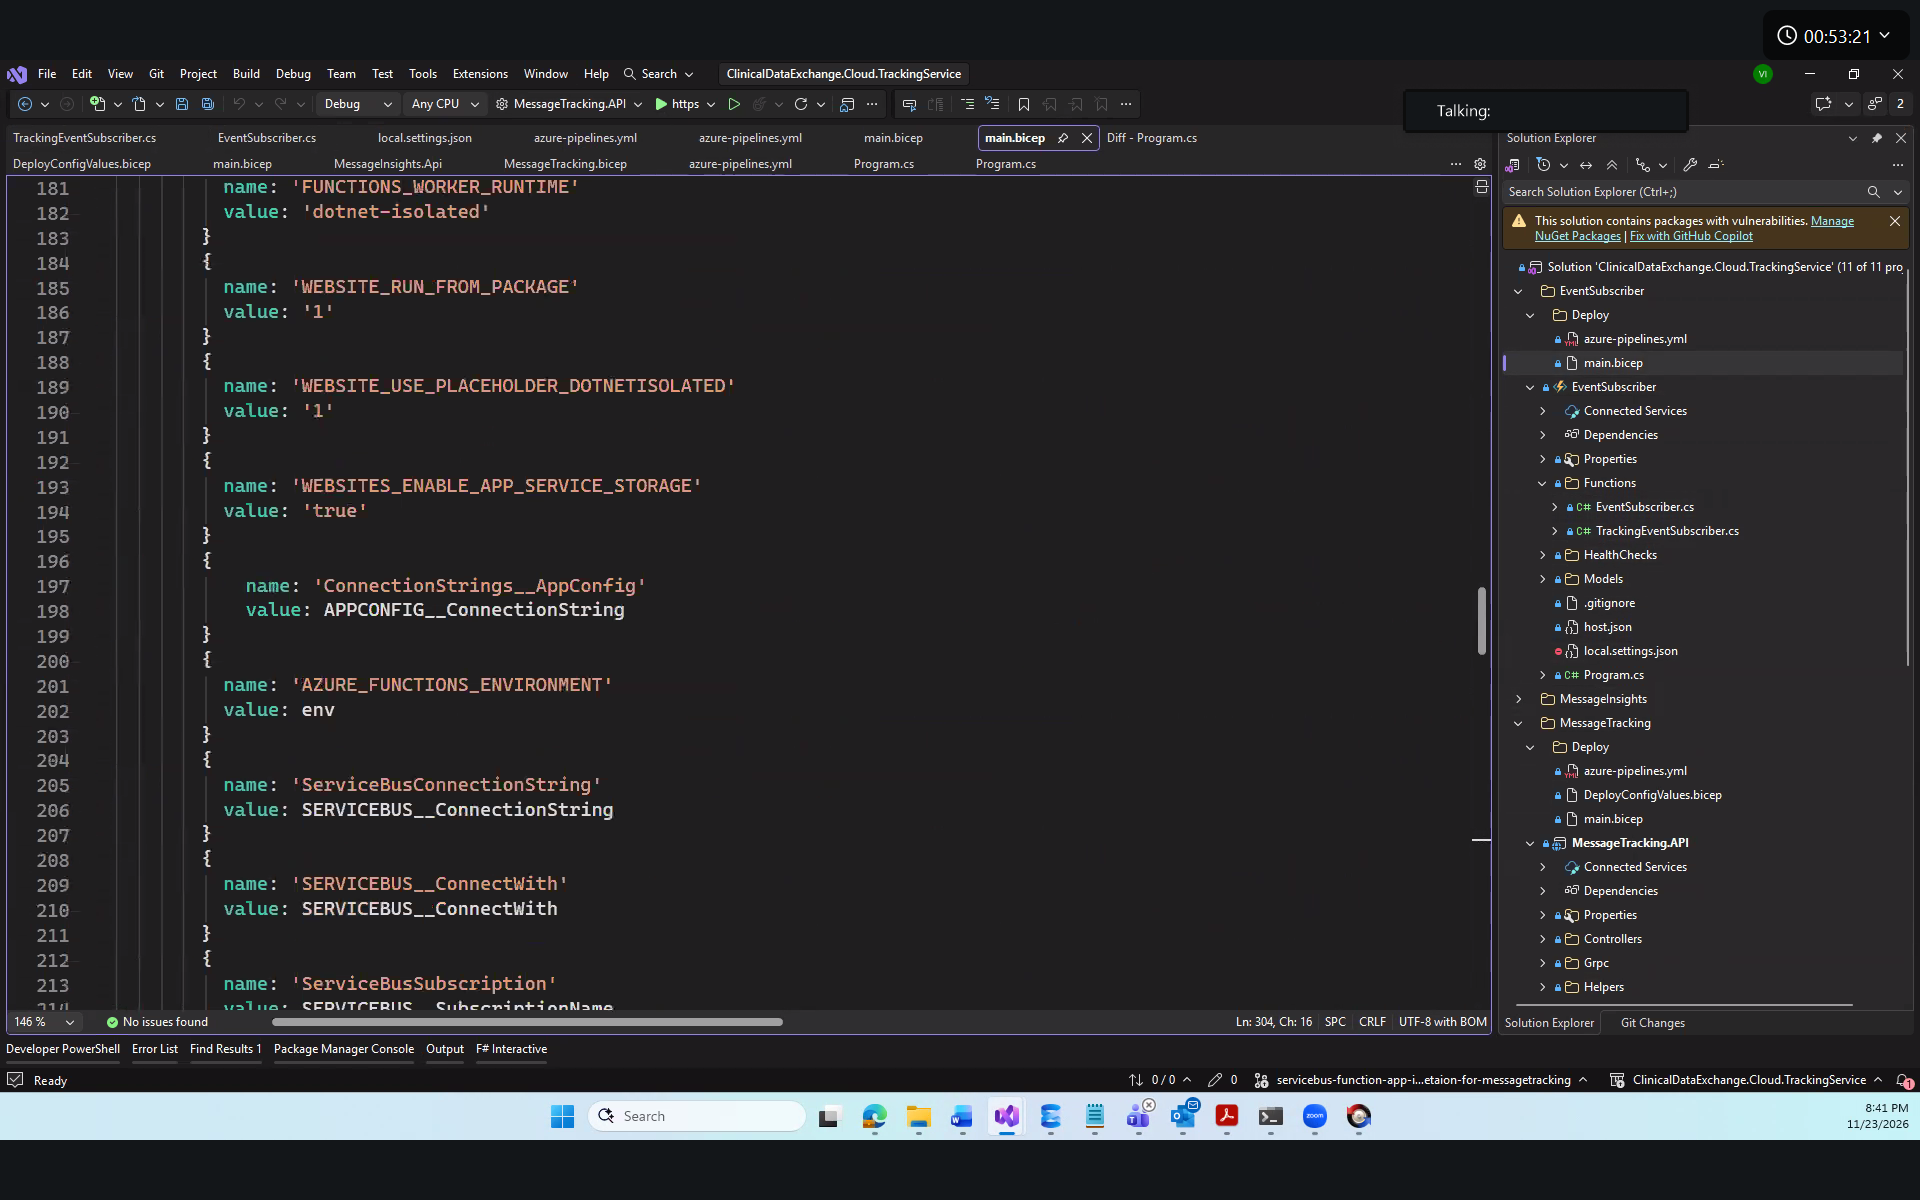 00:53:21
File Edit View Git Project Build Debug Team Test Tools Extensions Window Help Search ClinicalDataExchange.Cloud.TrackingService VI
Debug Any CPU MessageTracking.API https 2
Talking:
TrackingEventSubscriber.cs EventSubscriber.cs local.settings.json azure-pipelines.yml azure-pipelines.yml main.bicep main.bicep Diff - Program.cs
DeployConfigValues.bicep main.bicep MessageInsights.Api MessageTracking.bicep azure-pipelines.yml Program.cs Program.cs
181 name: 'FUNCTIONS_WORKER_RUNTIME'
182 value: 'dotnet-isolated'
183 }
184 {
185 name: 'WEBSITE_RUN_FROM_PACKAGE'
186 value: '1'
187 }
188 {
189 name: 'WEBSITE_USE_PLACEHOLDER_DOTNETISOLATED'
190 value: '1'
191 }
192 {
193 name: 'WEBSITES_ENABLE_APP_SERVICE_STORAGE'
194 value: 'true'
195 }
196 {
197 name: 'ConnectionStrings__AppConfig'
198 value: APPCONFIG__ConnectionString
199 }
200 {
201 name: 'AZURE_FUNCTIONS_ENVIRONMENT'
202 value: env
203 }
204 {
205 name: 'ServiceBusConnectionString'
206 value: SERVICEBUS__ConnectionString
207 }
208 {
209 name: 'SERVICEBUS__ConnectWith'
210 value: SERVICEBUS__ConnectWith
211 }
212 {
213 name: 'ServiceBusSubscription'
214 value: SERVICEBUS__SubscriptionName
146 % No issues found Ln: 304, Ch: 16 SPC CRLF UTF-8 with BOM
Solution Explorer
Search Solution Explorer (Ctrl+;)
This solution contains packages with vulnerabilities. Manage
NuGet Packages | Fix with GitHub Copilot
Solution 'ClinicalDataExchange.Cloud.TrackingService' (11 of 11 pro
EventSubscriber
Deploy
azure-pipelines.yml
main.bicep
EventSubscriber
Connected Services
Dependencies
Properties
Functions
C# EventSubscriber.cs
C# TrackingEventSubscriber.cs
HealthChecks
Models
.gitignore
host.json
local.settings.json
C# Program.cs
MessageInsights
MessageTracking
Deploy
azure-pipelines.yml
DeployConfigValues.bicep
main.bicep
MessageTracking.API
Connected Services
Dependencies
Properties
Controllers
Grpc
Helpers
Solution Explorer Git Changes
Developer PowerShell Error List Find Results 1 Package Manager Console Output F# Interactive
Ready 0 / 0 0 servicebus-function-app-i...etaion-for-messagetracking ClinicalDataExchange.Cloud.TrackingService 1
Search
zoom
8:41 PM
11/23/2026